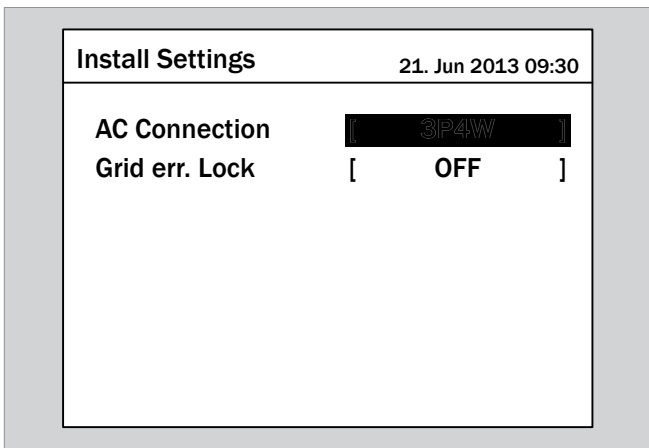 Install Settings 21. Jun 2013 09:30
AC Connection [ 3P4W ]
Grid err. Lock [ OFF ]